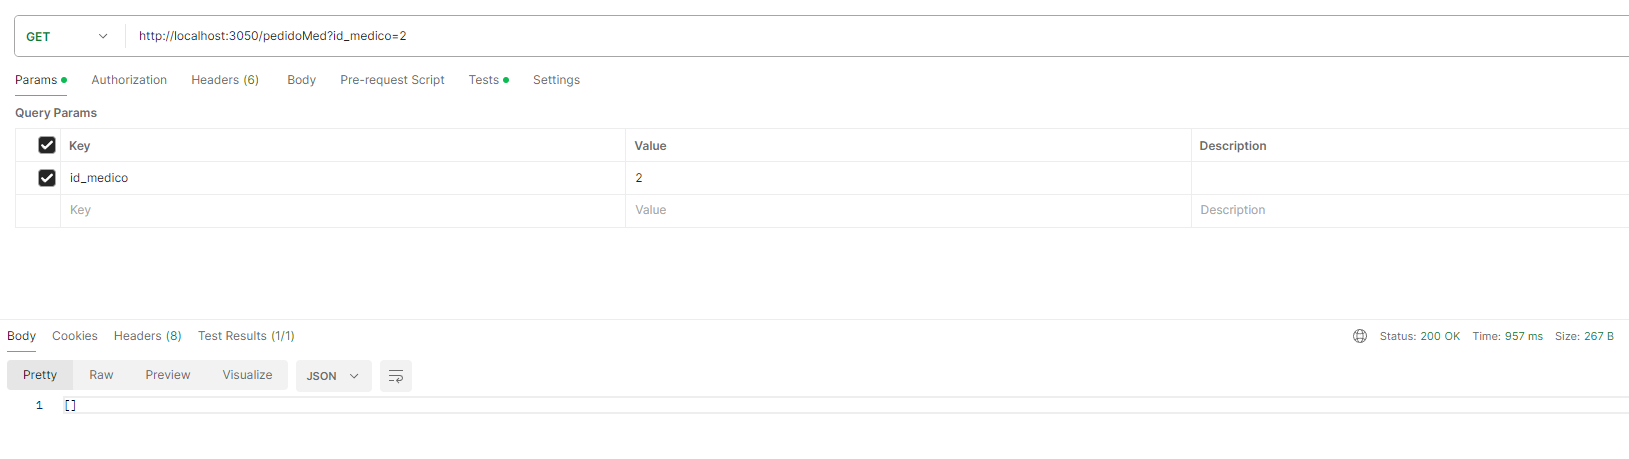 GET http://localhost:3050/pedidoMed?id_medico=2
Params Authorization Headers (6) Body Pre-request Script Tests Settings
Query Params
Key Value Description
id_medico 2
Key Value Description
Body Cookies Headers (8) Test Results (1/1) Status: 200 OK Time: 957 ms Size: 267 B
Pretty Raw Preview Visualize JSON
1 []